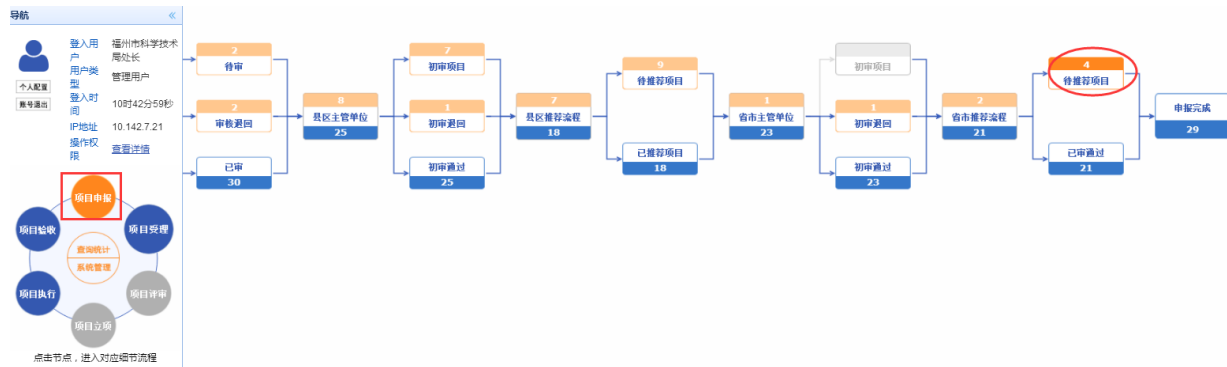 导航
«
登入用户
福州市科学技术局处长
用户类型
管理用户
登入时间
10时42分59秒
IP地址
10.142.7.21
操作权限
查看详情
个人配置
账号退出
项目申报
项目受理
项目评审
项目立项
项目执行
项目验收
查询统计
系统管理
点击节点，进入对应细节流程
2
待审
2
审核退回
已审
30
8
县区主管单位
25
7
初审项目
1
初审退回
初审通过
25
7
县区推荐流程
18
9
待推荐项目
已推荐项目
18
1
省市主管单位
23
初审项目
1
初审退回
初审通过
23
2
省市推荐流程
21
4
待推荐项目
已审通过
21
申报完成
29